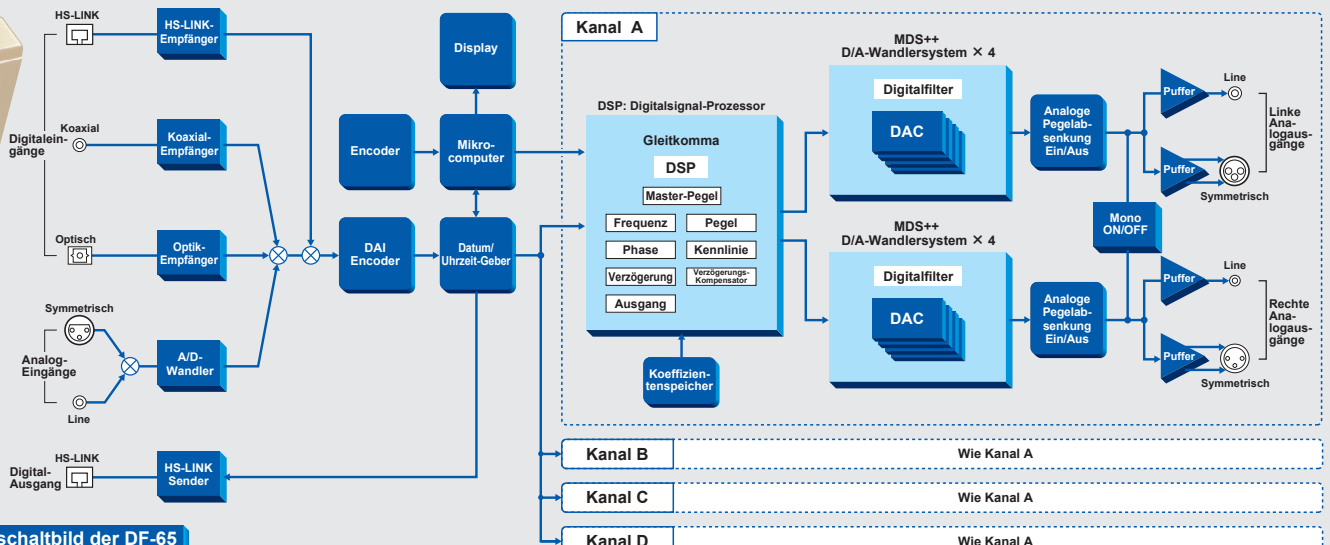 HS-LINK
HS-LINK-
Empfänger
Koaxial
Digitalein-
gänge
Koaxial-
Empfänger
Optisch
Optik-
Empfänger
Symmetrisch
Analog-
Eingänge
Line
A/D-
Wandler
HS-LINK
Digital-
Ausgang
HS-LINK
Sender
Display
Encoder
Mikro-
computer
DAI
Encoder
Datum/
Uhrzeit-Geber
Kanal A
DSP: Digitalsignal-Prozessor
Gleitkomma
DSP
Master-Pegel
Frequenz
Pegel
Phase
Kennlinie
Verzögerung
Verzögerungs-
Kompensator
Ausgang
Koeffizien-
tenspeicher
MDS++
D/A-Wandlersystem × 4
Digitalfilter
DAC
Analoge
Pegelab-
senkung
Ein/Aus
Puffer
Line
Puffer
Symmetrisch
Linke
Ana-
logaus-
gänge
Mono
ON/OFF
MDS++
D/A-Wandlersystem × 4
Digitalfilter
DAC
Analoge
Pegelab-
senkung
Ein/Aus
Puffer
Line
Puffer
Symmetrisch
Rechte
Ana-
logaus-
gänge
Kanal B
Wie Kanal A
Kanal C
Wie Kanal A
Kanal D
Wie Kanal A
schaltbild der DF-65